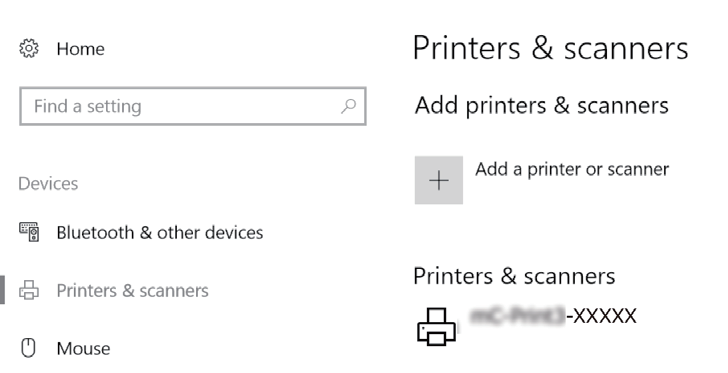 Home
Find a setting
Devices
Bluetooth & other devices
Printers & scanners
Mouse
Printers & scanners
Add printers & scanners
Add a printer or scanner
Printers & scanners
-XXXXX